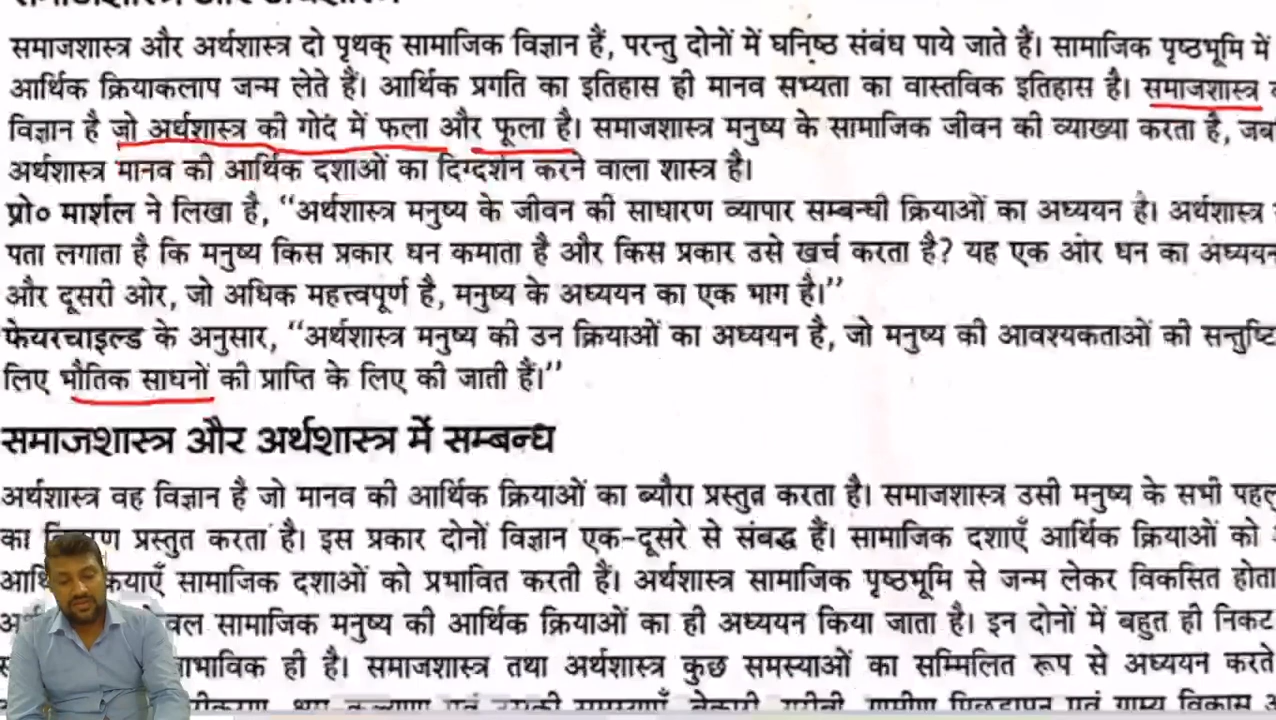 समाजशास्त्र और अर्थशास्त्र
समाजशास्त्र और अर्थशास्त्र दो पृथक् सामाजिक विज्ञान हैं, परन्तु दोनों में घनिष्ठ संबंध पाये जाते हैं। सामाजिक पृष्ठभूमि में
आर्थिक क्रियाकलाप जन्म लेते हैं। आर्थिक प्रगति का इतिहास ही मानव सभ्यता का वास्तविक इतिहास है। समाजशास्त्र
विज्ञान है जो अर्थशास्त्र की गोद में फला और फूला है। समाजशास्त्र मनुष्य के सामाजिक जीवन की व्याख्या करता है,
अर्थशास्त्र मानव की आर्थिक दशाओं का दिग्दर्शन करने वाला शास्त्र है।
प्रो० मार्शल ने लिखा है, ‘‘अर्थशास्त्र मनुष्य के जीवन की साधारण व्यापार सम्बन्धी क्रियाओं का अध्ययन है। अर्थशास्त्र
पता लगाता है कि मनुष्य किस प्रकार धन कमाता है और किस प्रकार उसे खर्च करता है? यह एक ओर धन का अध्ययन
और दूसरी ओर, जो अधिक महत्त्वपूर्ण है, मनुष्य के अध्ययन का एक भाग है।’’
फेयरचाइल्ड के अनुसार, ‘‘अर्थशास्त्र मनुष्य की उन क्रियाओं का अध्ययन है, जो मनुष्य की आवश्यकताओं की सन्तुष्टि
लिए भौतिक साधनों की प्राप्ति के लिए की जाती हैं।’’
समाजशास्त्र और अर्थशास्त्र में सम्बन्ध
अर्थशास्त्र वह विज्ञान है जो मानव की आर्थिक क्रियाओं का ब्यौरा प्रस्तुत करता है। समाजशास्त्र उसी मनुष्य के सभी
का प्रस्तुत करता है। इस प्रकार दोनों विज्ञान एक-दूसरे से संबद्ध हैं। सामाजिक दशाएँ आर्थिक क्रियाओं को
सामाजिक दशाओं को प्रभावित करती हैं। अर्थशास्त्र सामाजिक पृष्ठभूमि से जन्म लेकर विकसित होता
सामाजिक मनुष्य की आर्थिक क्रियाओं का ही अध्ययन किया जाता है। इन दोनों में बहुत ही निकट
ही है। समाजशास्त्र तथा अर्थशास्त्र कुछ समस्याओं का सम्मिलित रूप से अध्ययन करते